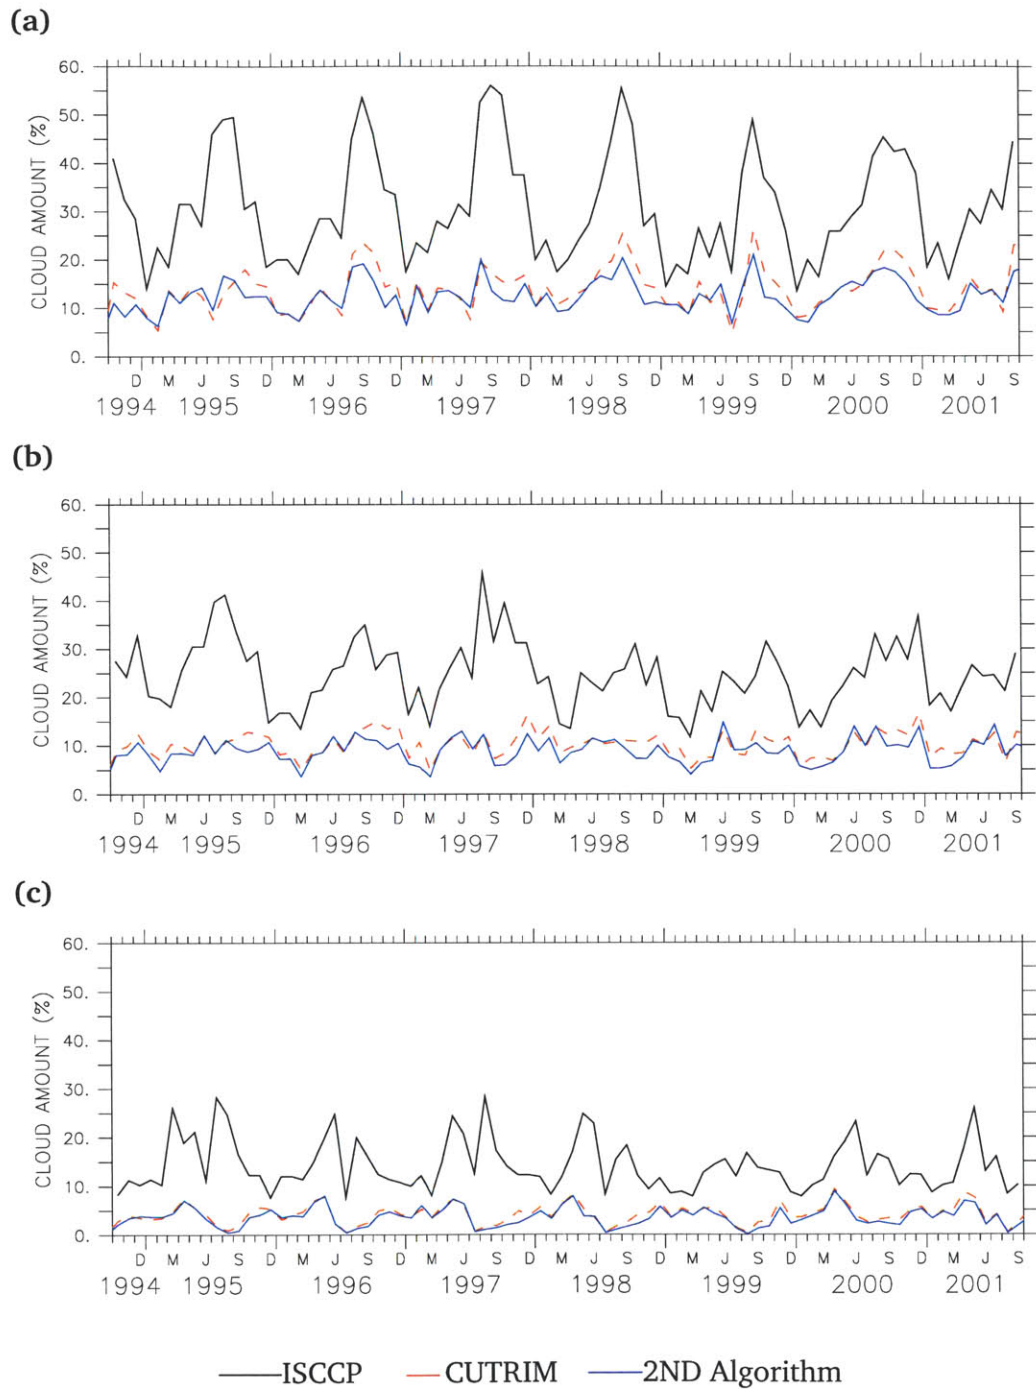 (a)
60.
50.
40.
30.
20.
10.
0.
CLOUD AMOUNT (%)
D M J S D M J S D M J S D M J S D M J S D M J S D M J S
1994 1995 1996 1997 1998 1999 2000 2001
(b)
60.
50.
40.
30.
20.
10.
0.
CLOUD AMOUNT (%)
D M J S D M J S D M J S D M J S D M J S D M J S D M J S
1994 1995 1996 1997 1998 1999 2000 2001
(c)
60.
50.
40.
30.
20.
10.
0.
CLOUD AMOUNT (%)
D M J S D M J S D M J S D M J S D M J S D M J S D M J S
1994 1995 1996 1997 1998 1999 2000 2001
ISCCP CUTRIM 2ND Algorithm